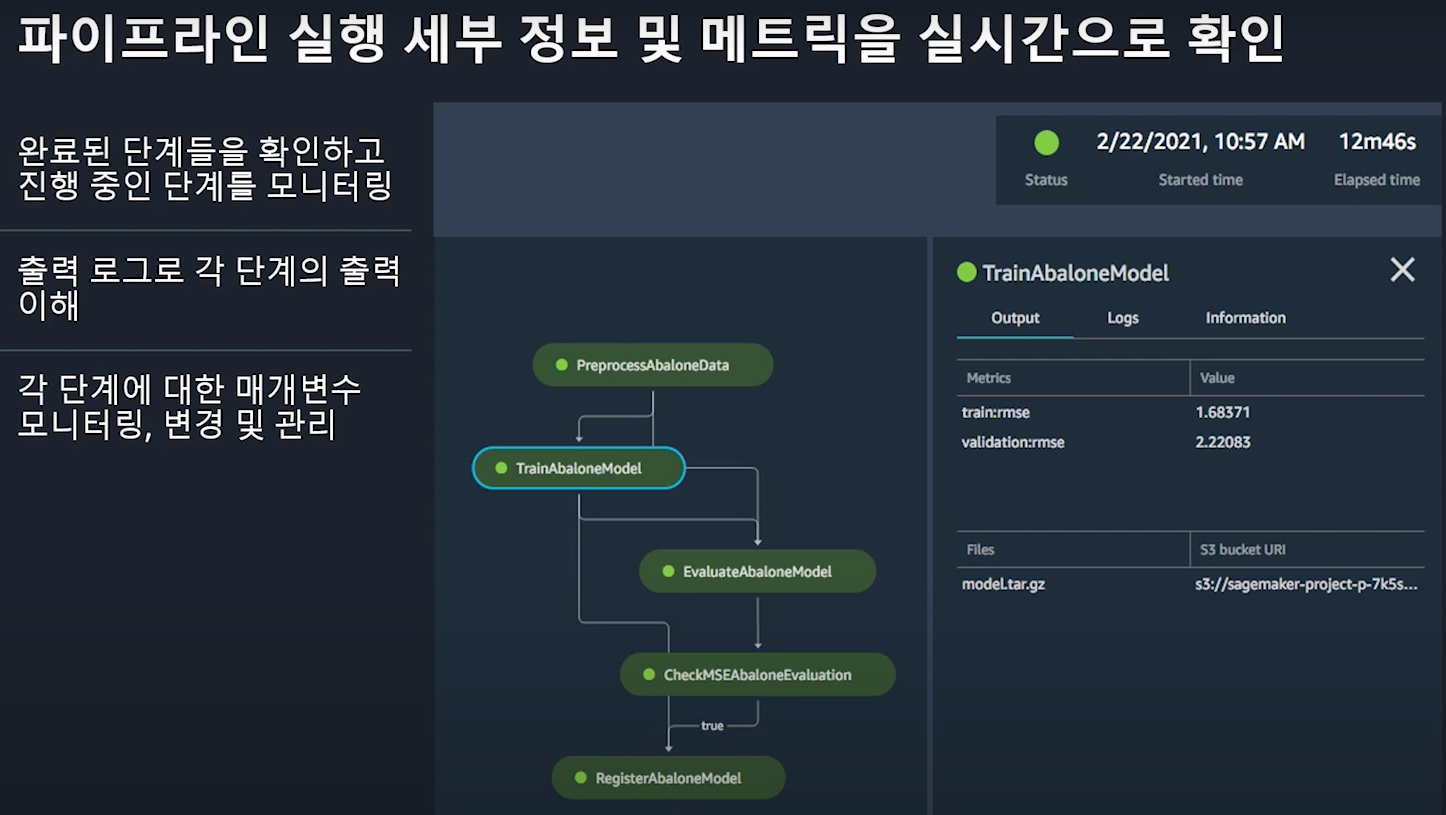 파이프라인 실행 세부 정보 및 메트릭을 실시간으로 확인
완료된 단계들을 확인하고
진행 중인 단계를 모니터링
출력 로그로 각 단계의 출력
이해
각 단계에 대한 매개변수
모니터링, 변경 및 관리
2/22/2021, 10:57 AM 12m46s
Status Started time Elapsed time
PreprocessAbaloneData
TrainAbaloneModel
EvaluateAbaloneModel
CheckMSEAbaloneEvaluation
true
RegisterAbaloneModel
TrainAbaloneModel
Output Logs Information
Metrics Value
train:rmse 1.68371
validation:rmse 2.22083
Files S3 bucket URI
model.tar.gz s3://sagemaker-project-p-7k5s...